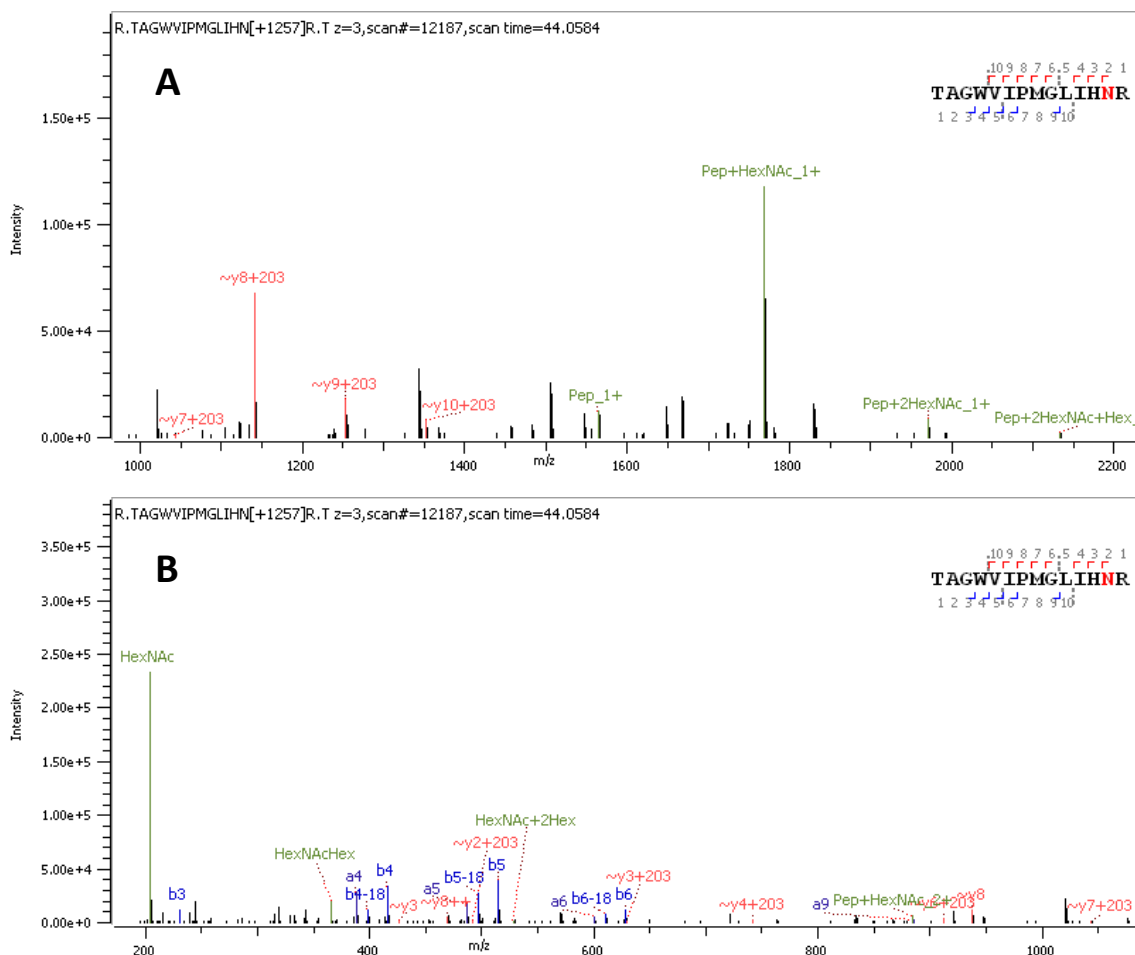 R.TAGWVIPMGLIHN[+1257]R.T z=3,scan#=12187,scan time=44.0584
A
10 9 8 7 6 5 4 3 2 1
TAGWVIPMGLIHNR
1 2 3 4 5 6 7 8 9 10
1.50e+5
Pep+HexNAc_1+
Intensity
1.00e+5
~y8+203
5.00e+4
~y9+203
Pep_1+
~y10+203
~y7+203
Pep+2HexNAc_1+
Pep+2HexNAc+Hex_
0.00e+0
1000 1200 1400 m/z 1600 1800 2000 2200
R.TAGWVIPMGLIHN[+1257]R.T z=3,scan#=12187,scan time=44.0584
3.50e+5
B
10 9 8 7 6 5 4 3 2 1
TAGWVIPMGLIHNR
1 2 3 4 5 6 7 8 9 10
3.00e+5
2.50e+5
HexNAc
Intensity
2.00e+5
1.50e+5
1.00e+5
HexNAc+2Hex
~y2+203
HexNAcHex
5.00e+4
a4 b4 b5-18 b5
b4-18 a5 ~y3+203
b3 ~y3 ~y8++ a6 b6-18 b6 ~y4+203 a9 Pep+HexNAc_2+ ~y8
~y7+203
0.00e+0
200 400 m/z 600 800 1000